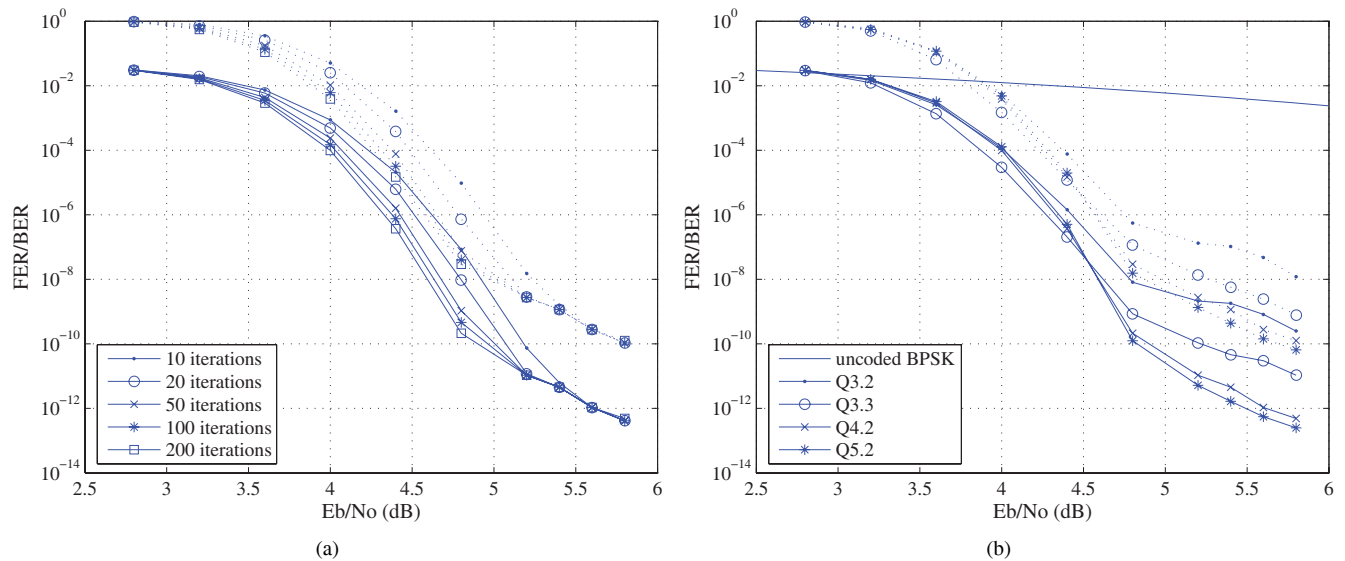 10^0
10^−2
10^−4
10^−6
10^−8
10^−10
10^−12
10^−14
FER/BER
2.5 3 3.5 4 4.5 5 5.5 6
Eb/No (dB)
10 iterations
20 iterations
50 iterations
100 iterations
200 iterations
(a)
10^0
10^−2
10^−4
10^−6
10^−8
10^−10
10^−12
10^−14
FER/BER
2.5 3 3.5 4 4.5 5 5.5 6
Eb/No (dB)
uncoded BPSK
Q3.2
Q3.3
Q4.2
Q5.2
(b)